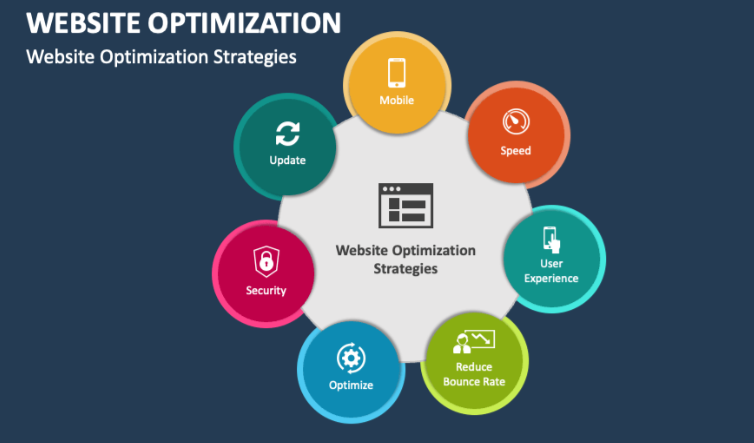 WEBSITE OPTIMIZATION
Website Optimization Strategies
Mobile
Speed
Update
User
Experience
Website Optimization
Strategies
Security
Reduce
Bounce Rate
Optimize